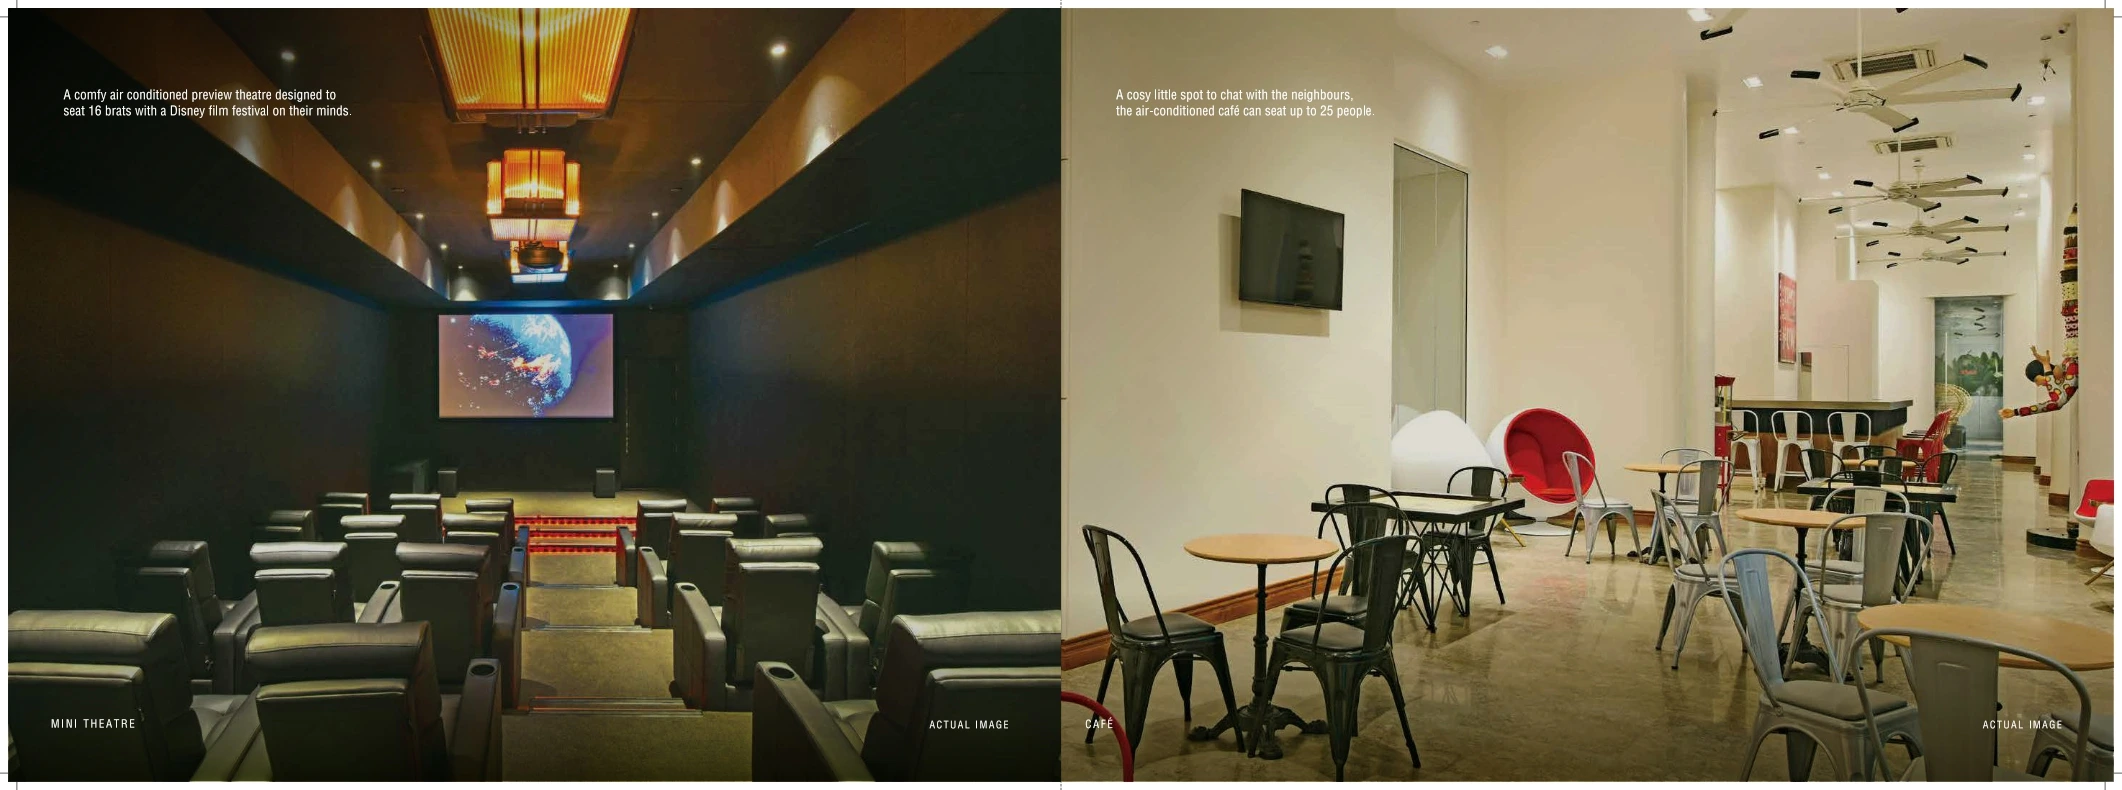 A comfy air conditioned preview theatre designed to
seat 16 brats with a Disney film festival on their minds.
MINI THEATRE
ACTUAL IMAGE
A cosy little spot to chat with the neighbours,
the air-conditioned café can seat up to 25 people.
CAFÉ
ACTUAL IMAGE